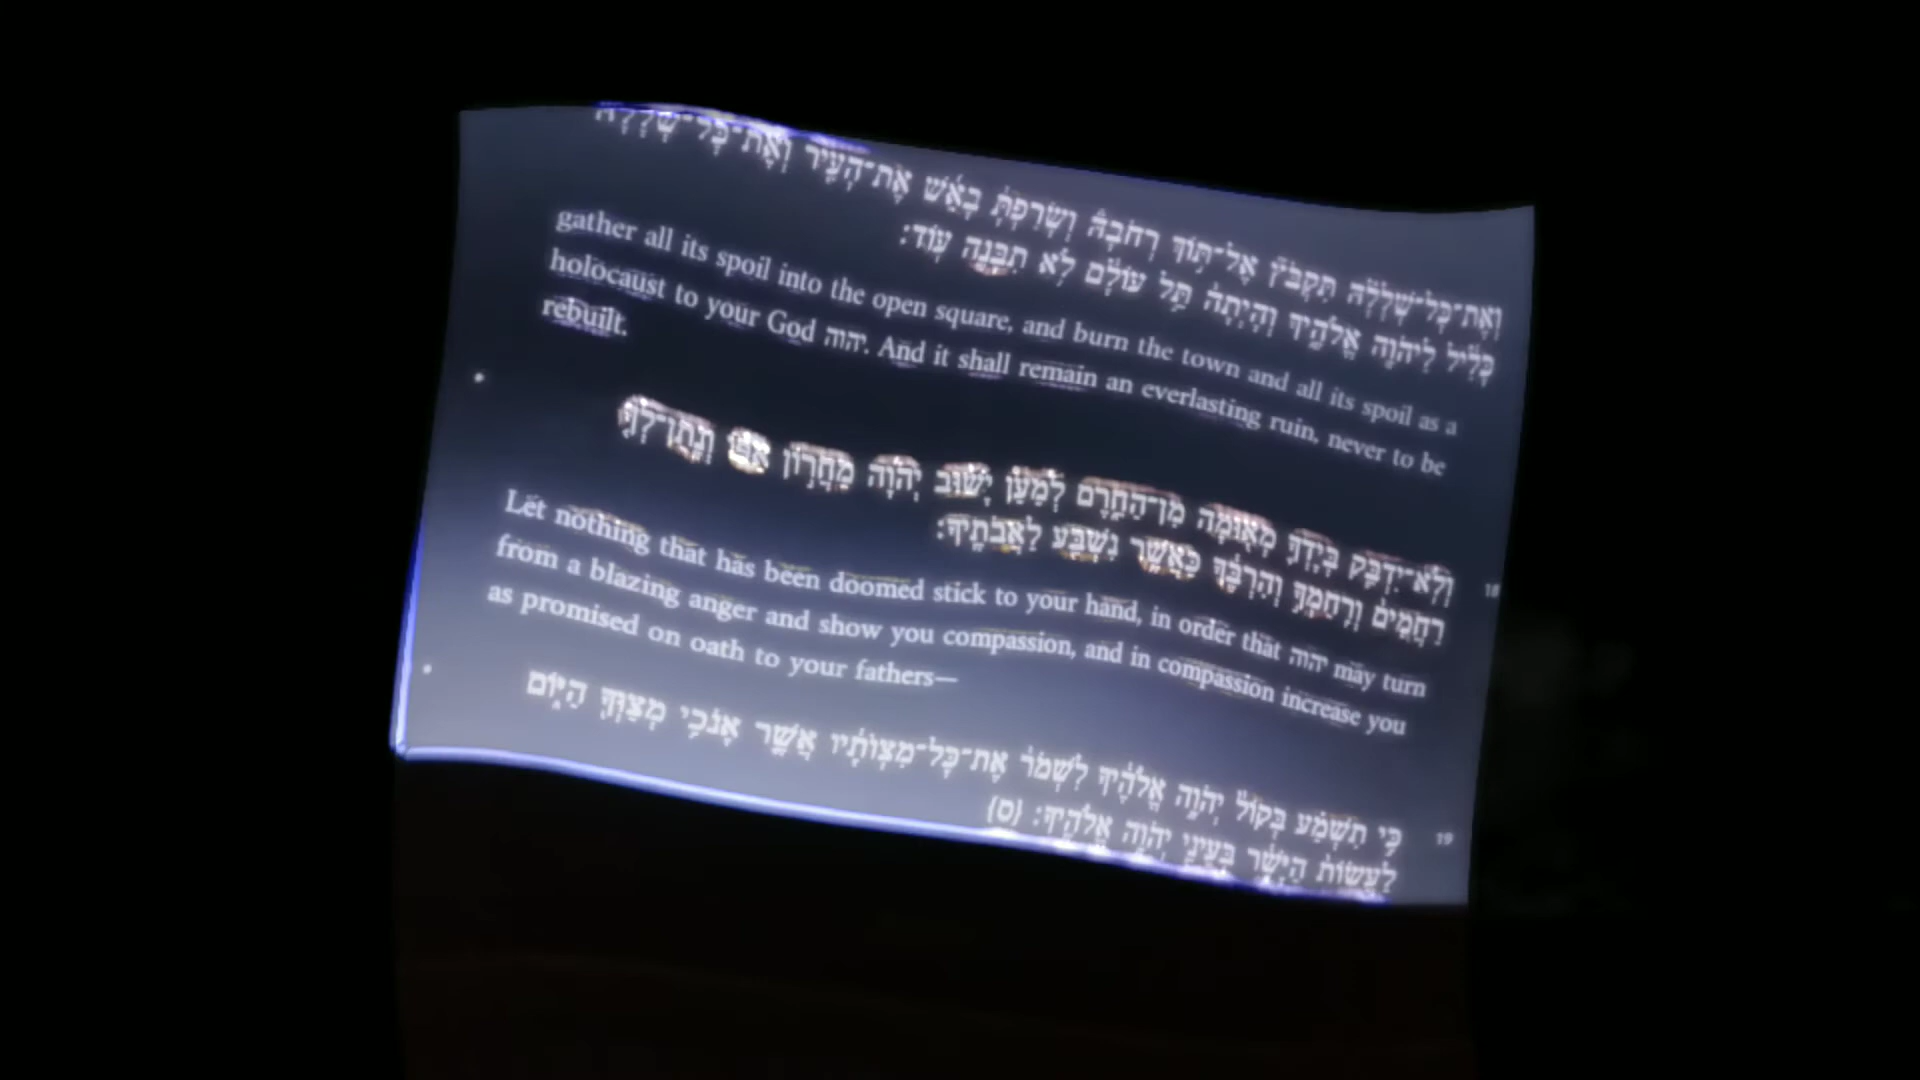 וְאֶת־כׇּל־שְׁלָלָהּ תִּקְבֹּץ אֶל־תּוֹךְ רְחֹבָהּ וְשָׂרַפְתָּ בָאֵשׁ אֶת־הָעִיר וְאֶת־כׇּל־שְׁלָלָהּ
כָּלִיל לַיהֹוָה אֱלֹהֶיךָ וְהָיְתָה תֵּל עוֹלָם לֹא תִבָּנֶה עוֹד׃
gather all its spoil into the open square, and burn the town and all its spoil as a
holocaust to your God יהוה. And it shall remain an everlasting ruin, never to be
rebuilt.
18
וְלֹא־יִדְבַּק בְּיָדְךָ מְאוּמָה מִן־הַחֵרֶם לְמַעַן יָשׁוּב יְהֹוָה מֵחֲרוֹן אַפּוֹ וְנָתַן־לְךָ
רַחֲמִים וְרִחַמְךָ וְהִרְבֶּךָ כַּאֲשֶׁר נִשְׁבַּע לַאֲבֹתֶיךָ׃
Let nothing that has been doomed stick to your hand, in order that יהוה may turn
from a blazing anger and show you compassion, and in compassion increase you
as promised on oath to your fathers—
19
כִּי תִשְׁמַע בְּקוֹל יְהֹוָה אֱלֹהֶיךָ לִשְׁמֹר אֶת־כׇּל־מִצְוֺתָיו אֲשֶׁר אָנֹכִי מְצַוְּךָ הַיּוֹם
לַעֲשׂוֹת הַיָּשָׁר בְּעֵינֵי יְהֹוָה אֱלֹהֶיךָ׃ {ס}